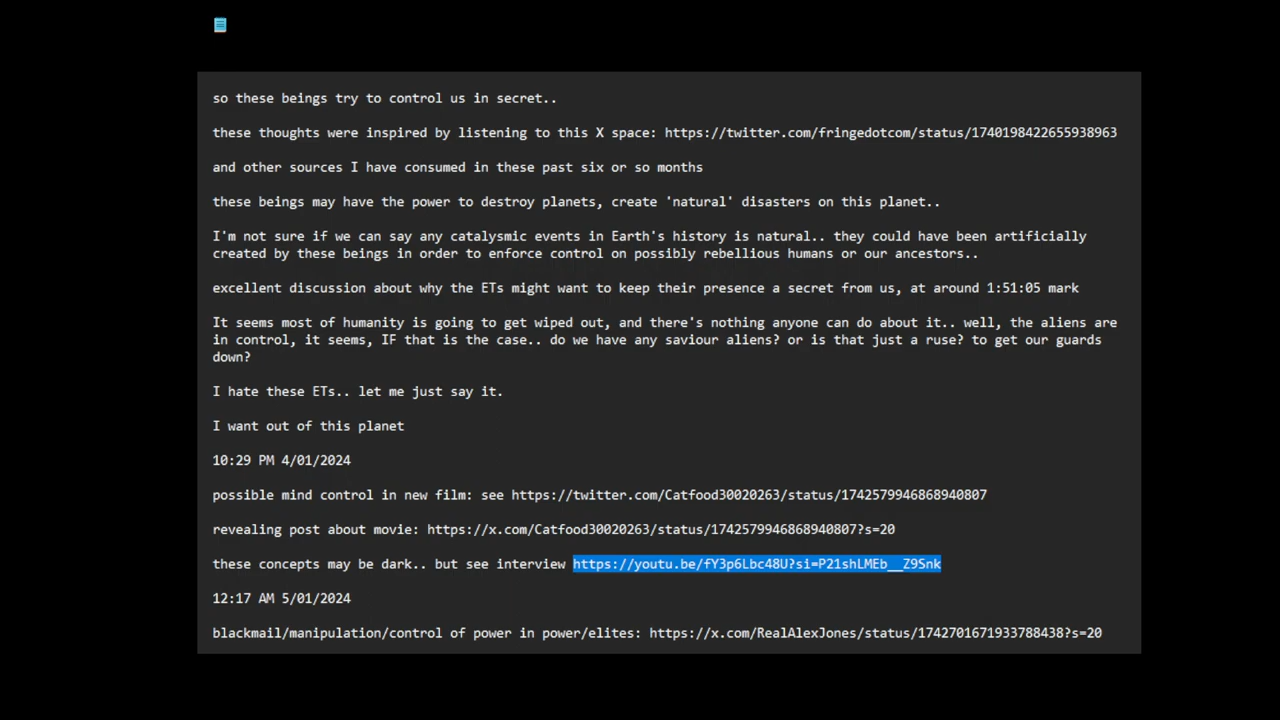 so these beings try to control us in secret..
these thoughts were inspired by listening to this X space: https://twitter.com/fringedotcom/status/1740198422655938963
and other sources I have consumed in these past six or so months
these beings may have the power to destroy planets, create 'natural' disasters on this planet..
I'm not sure if we can say any catalysmic events in Earth's history is natural.. they could have been artificially
created by these beings in order to enforce control on possibly rebellious humans or our ancestors..
excellent discussion about why the ETs might want to keep their presence a secret from us, at around 1:51:05 mark
It seems most of humanity is going to get wiped out, and there's nothing anyone can do about it.. well, the aliens are
in control, it seems, IF that is the case.. do we have any saviour aliens? or is that just a ruse? to get our guards
down?
I hate these ETs.. let me just say it.
I want out of this planet
10:29 PM 4/01/2024
possible mind control in new film: see https://twitter.com/Catfood30020263/status/1742579946868940807
revealing post about movie: https://x.com/Catfood30020263/status/1742579946868940807?s=20
these concepts may be dark.. but see interview https://youtu.be/fY3p6Lbc48U?si=P21shLMEb__Z9Snk
12:17 AM 5/01/2024
blackmail/manipulation/control of power in power/elites: https://x.com/RealAlexJones/status/1742701671933788438?s=20